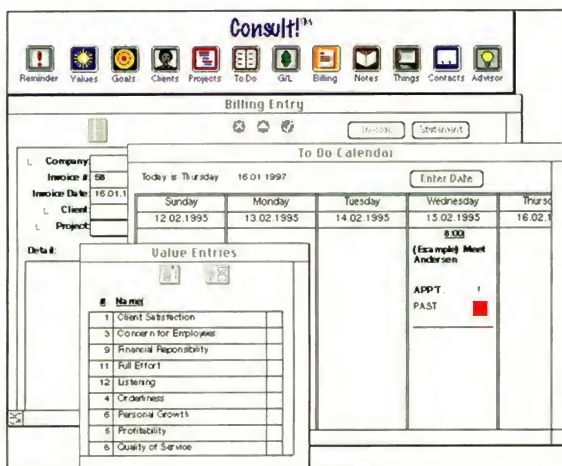 Consult!™
Reminder Values Goals Clients Projects To Do G/L Billing Notes Things Contacts Advisor
Billing Entry
Statement
Company:
Invoice #: 58
Invoice Date: 16.01.1
Client:
Project:
Detail:
To Do Calendar
Today is Thursday 16.01.1997
Enter Date
Sunday Monday Tuesday Wednesday Thursd
12.02.1995 13.02.1995 14.02.1995 15.02.1995 16.02.1
8:00
(Example) Meet
Andersen
APPT. !
PAST
Value Entries
# Name
1 Client Satisfaction
3 Concern for Employees
9 Financial Reponsibility
11 Full Effort
12 Listening
4 Orderliness
6 Personal Growth
5 Profitability
6 Quality of Service